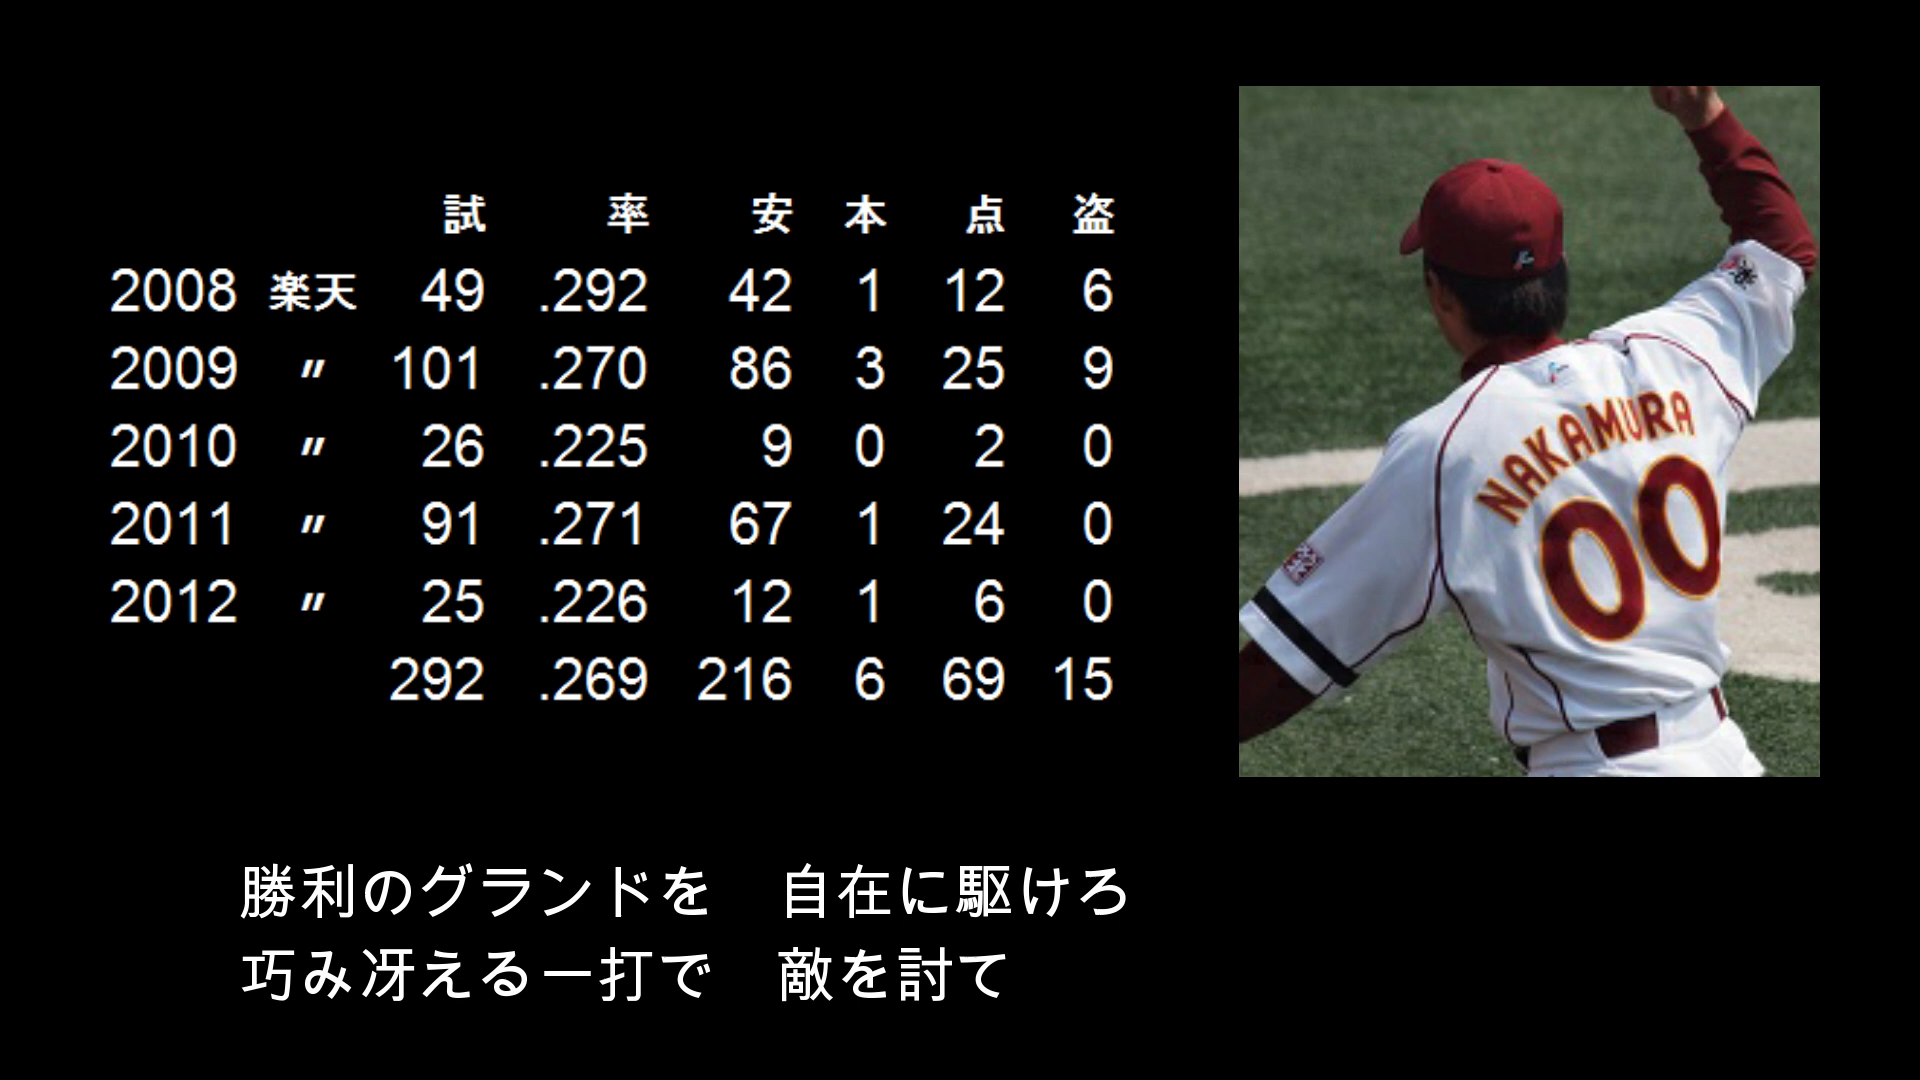 試 率 安 本 点 盗
2008 楽天 49 .292 42 1 12 6
2009 〃 101 .270 86 3 25 9
2010 〃 26 .225 9 0 2 0
2011 〃 91 .271 67 1 24 0
2012 〃 25 .226 12 1 6 0
292 .269 216 6 69 15
NAKAMURA
00
勝利のグランドを　自在に駆けろ
巧み冴える一打で　敵を討て